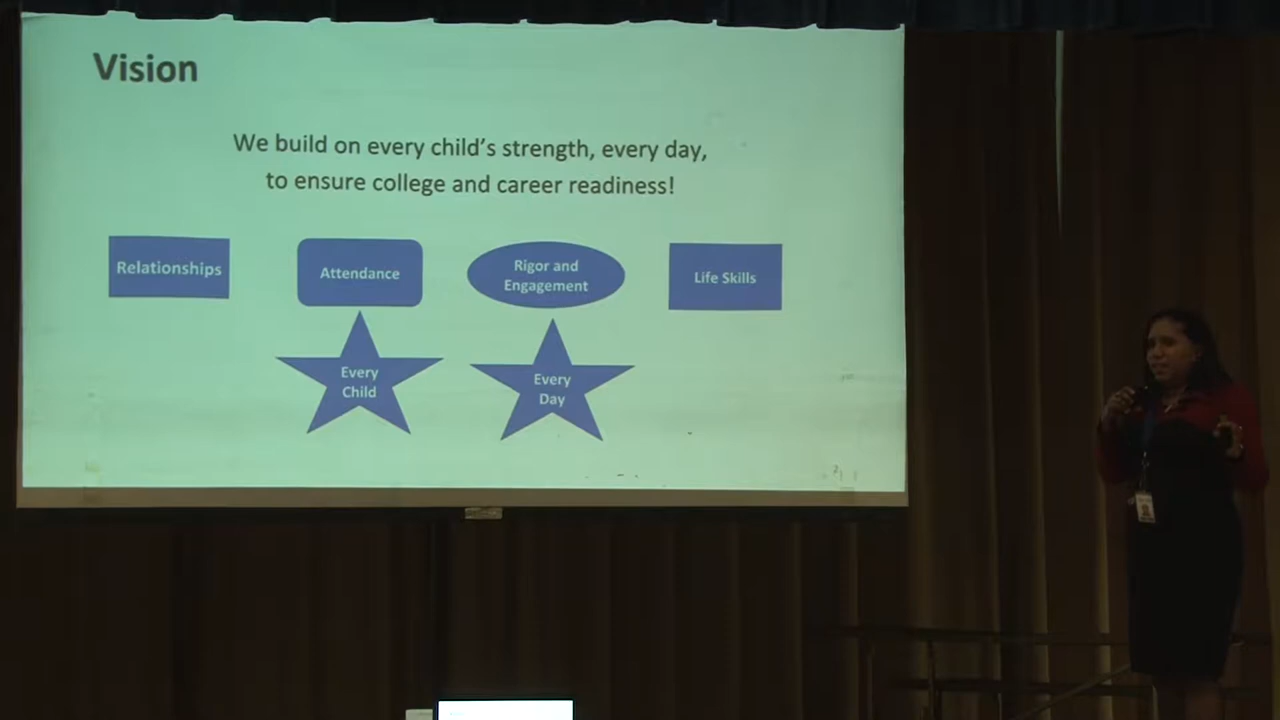 Vision
We build on every child's strength, every day,
to ensure college and career readiness!
Relationships
Attendance
Rigor and
Engagement
Life Skills
Every
Child
Every
Day